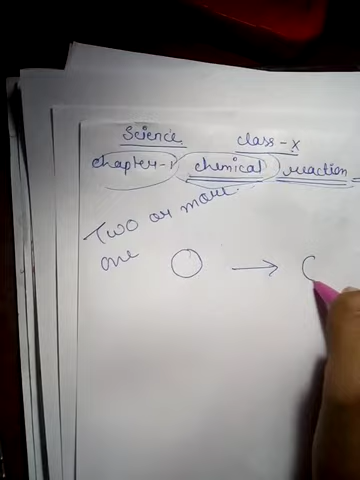 Science class-X
chapter-1 chemical reaction
Two or more.
one